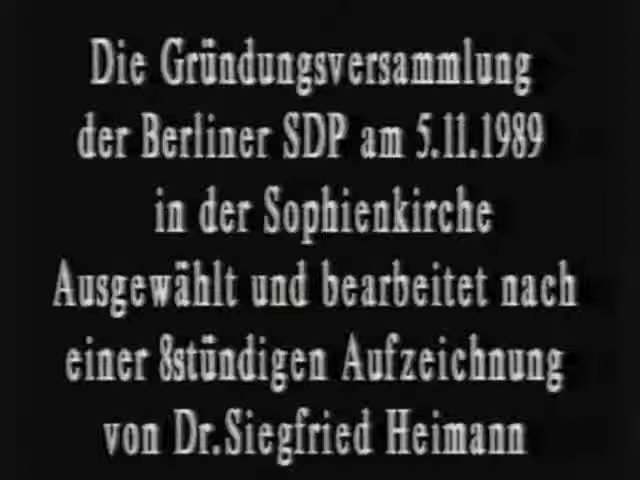 Die Gründungsversammlung
der Berliner SDP am 5.11.1989
in der Sophienkirche
Ausgewählt und bearbeitet nach
einer 8stündigen Aufzeichnung
von Dr.Siegfried Heimann